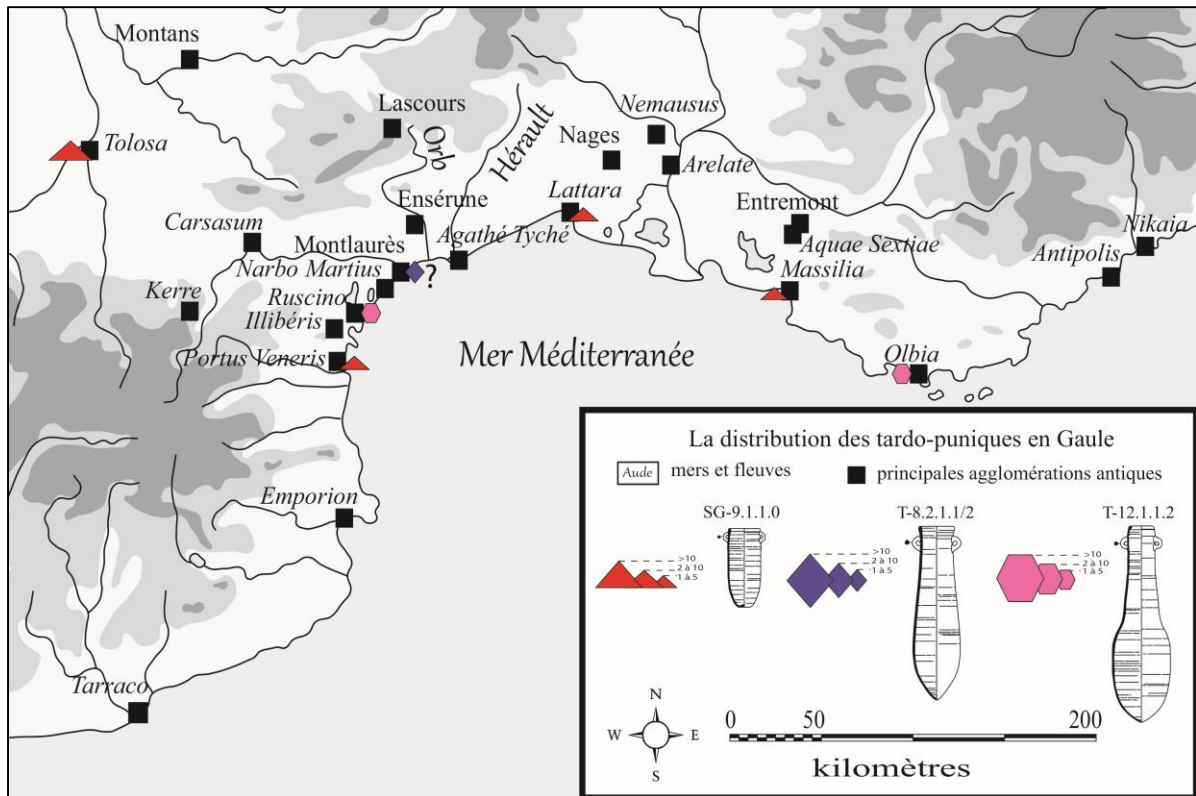 Montans
Lascours
Orb
Hérault
Nemausus
Nages
Tolosa
Arelate
Lattara
Ensérune
Entremont
Carsasum
Agathé Tyché
Aquae Sextiae
Nikaia
Montlaurès
Antipolis
Narbo Martius
?
Massilia
Kerre
Ruscino
Illibéris
Mer Méditerranée
Portus Veneris
Olbia
Emporion
Tarraco
La distribution des tardo-puniques en Gaule
Aude mers et fleuves
principales agglomérations antiques
SG-9.1.1.0
T-8.2.1.1/2
T-12.1.1.2
>10
2 à 10
1 à 5
>10
2 à 10
1 à 5
>10
2 à 10
1 à 5
N
W E
S
0 50 200
kilomètres